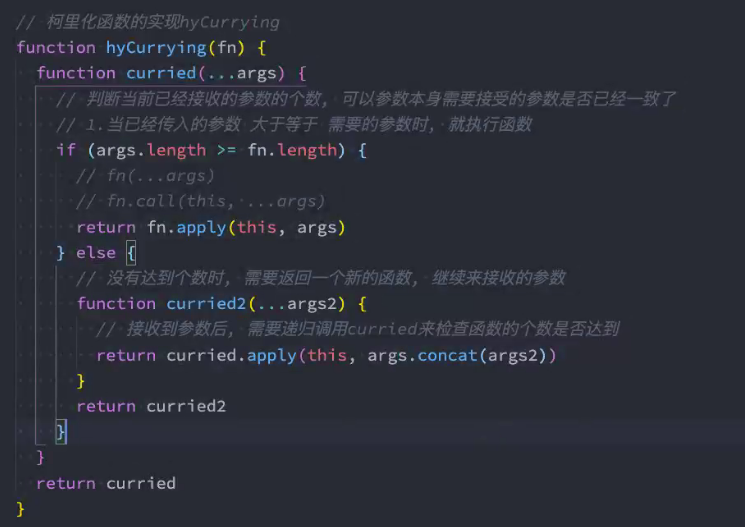 // 柯里化函数的实现hyCurrying
function hyCurrying(fn) {
  function curried(...args) {
    // 判断当前已经接收的参数的个数, 可以参数本身需要接受的参数是否已经一致了
    // 1.当已经传入的参数 大于等于 需要的参数时, 就执行函数
    if (args.length >= fn.length) {
      // fn(...args)
      // fn.call(this, ...args)
      return fn.apply(this, args)
    } else {
      // 没有达到个数时, 需要返回一个新的函数, 继续来接收的参数
      function curried2(...args2) {
        // 接收到参数后, 需要递归调用curried来检查函数的个数是否达到
        return curried.apply(this, args.concat(args2))
      }
      return curried2
    }
  }
  return curried
}